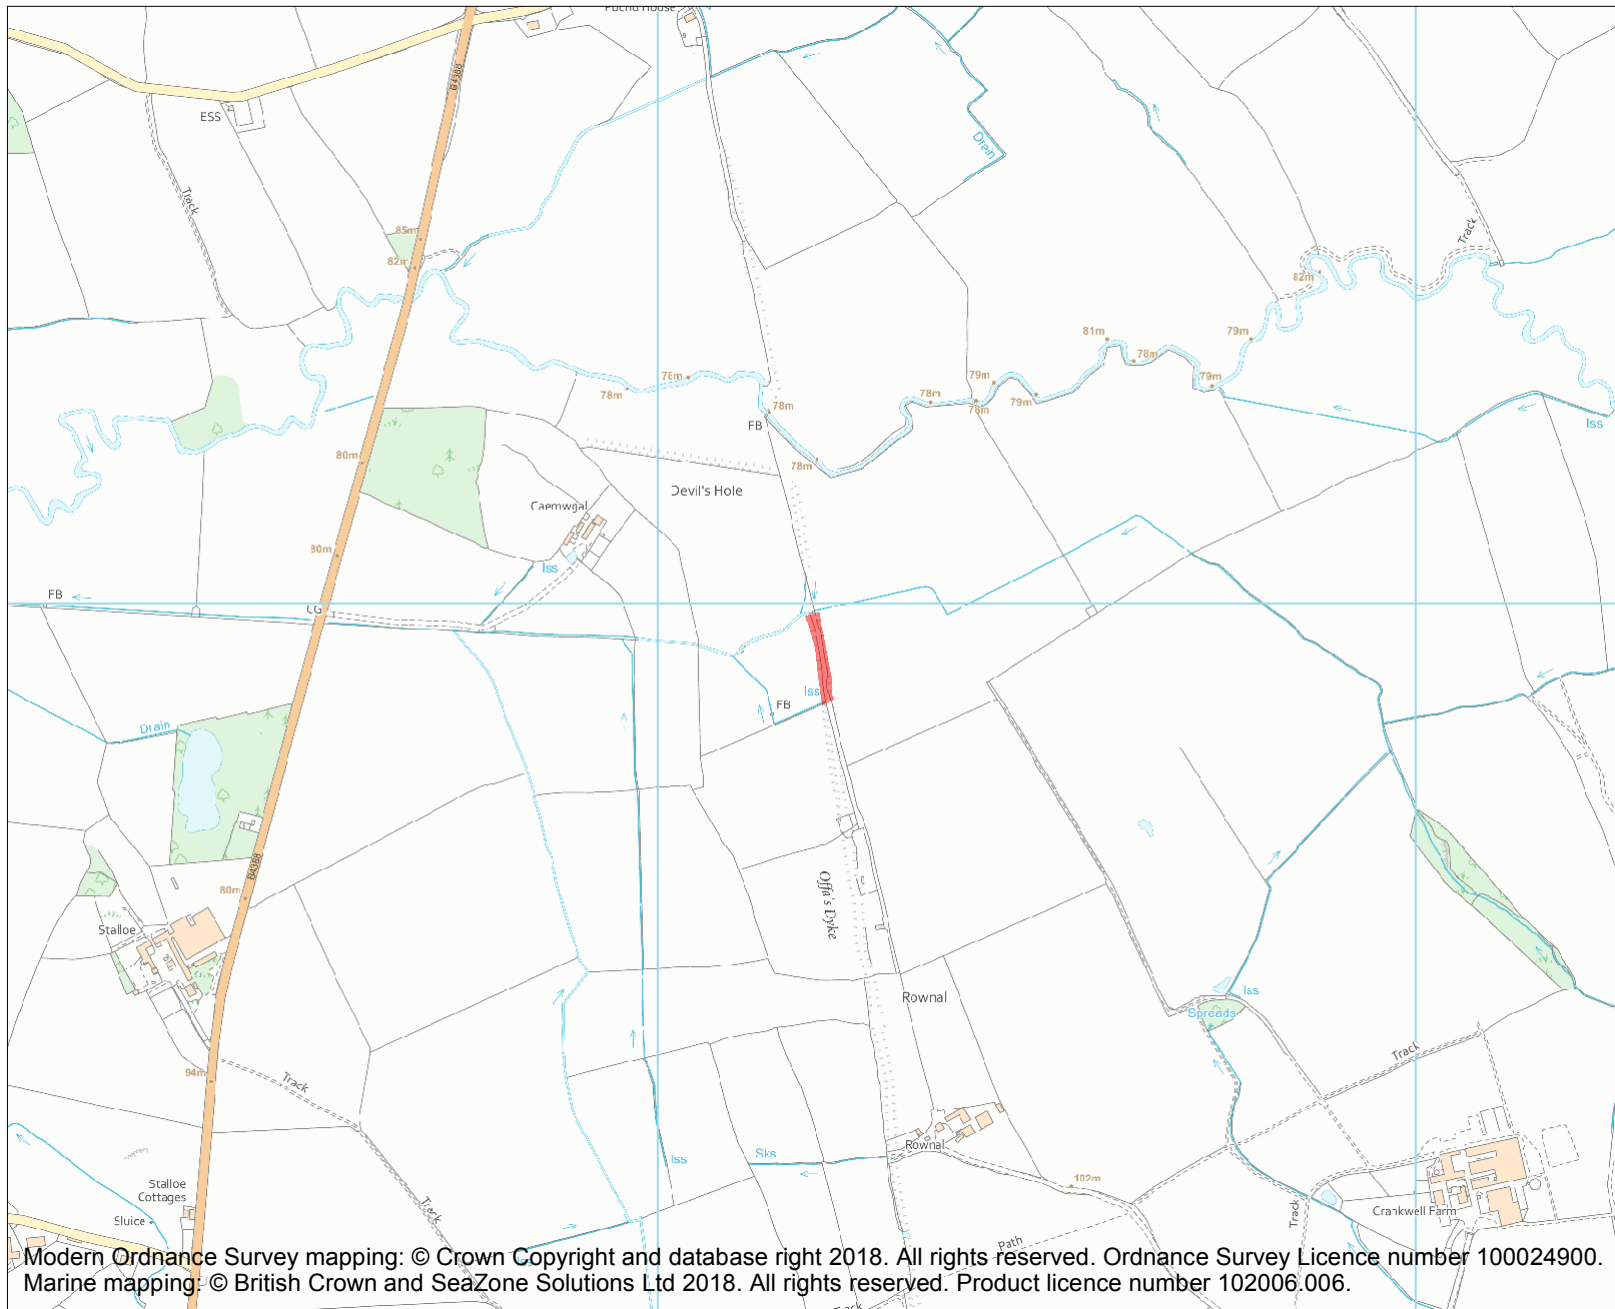 Pound House
B4388
ESS
Track
Drain
85m
82m
Track
82m
81m
79m
78m
79m
79m
78m
78m
78m
78m
78m
79m
78m
FB
Iss
80m
78m
Devil's Hole
Caemwgal
80m
Iss
FB
CG
Iss
FB
Drain
B4388
80m
Offa's Dyke
Stalloe
Rownal
Iss
Spreads
Track
94m
Track
Rownal
Iss
Sks
102m
Stalloe
Cottages
Track
Sluice
Track
Crankwell Farm
Path
Iss
Modern Ordnance Survey mapping: © Crown Copyright and database right 2018. All rights reserved. Ordnance Survey Licence number 100024900.
Marine mapping: © British Crown and SeaZone Solutions Ltd 2018. All rights reserved. Product licence number 102006.006.
Track